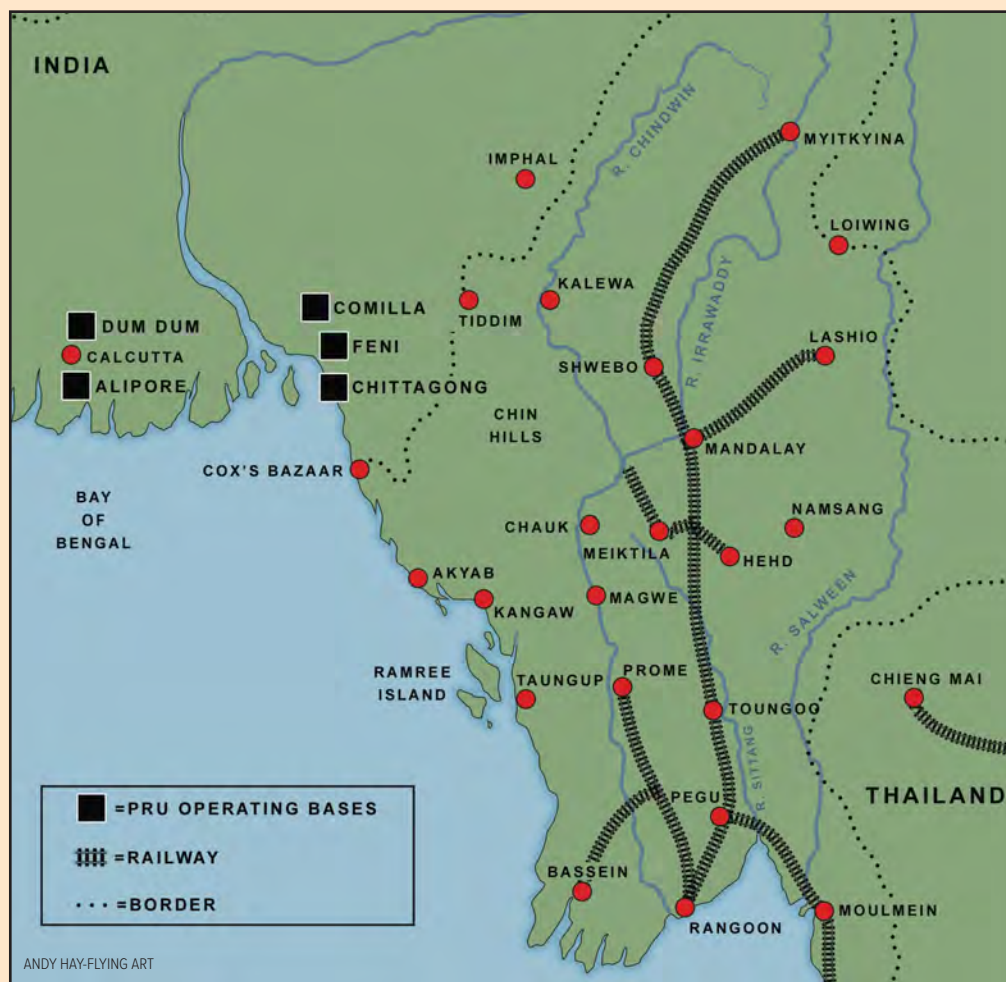 INDIA
R. CHINDWIN
MYITKYINA
IMPHAL
LOIWING
R. IRRAWADDY
KALEWA
TIDDIM
COMILLA
DUM DUM
FENI
CALCUTTA
LASHIO
SHWEBO
ALIPORE
CHITTAGONG
CHIN
HILLS
MANDALAY
COX'S BAZAAR
BAY
OF
BENGAL
NAMSANG
CHAUK
MEIKTILA
HEHD
AKYAB
MAGWE
KANGAW
R. SALWEEN
RAMREE
ISLAND
TAUNGUP
PROME
CHIENG MAI
TOUNGOO
R. SITTANG
THAILAND
PEGU
=PRU OPERATING BASES
=RAILWAY
=BORDER
BASSEIN
RANGOON
MOULMEIN
ANDY HAY-FLYING ART